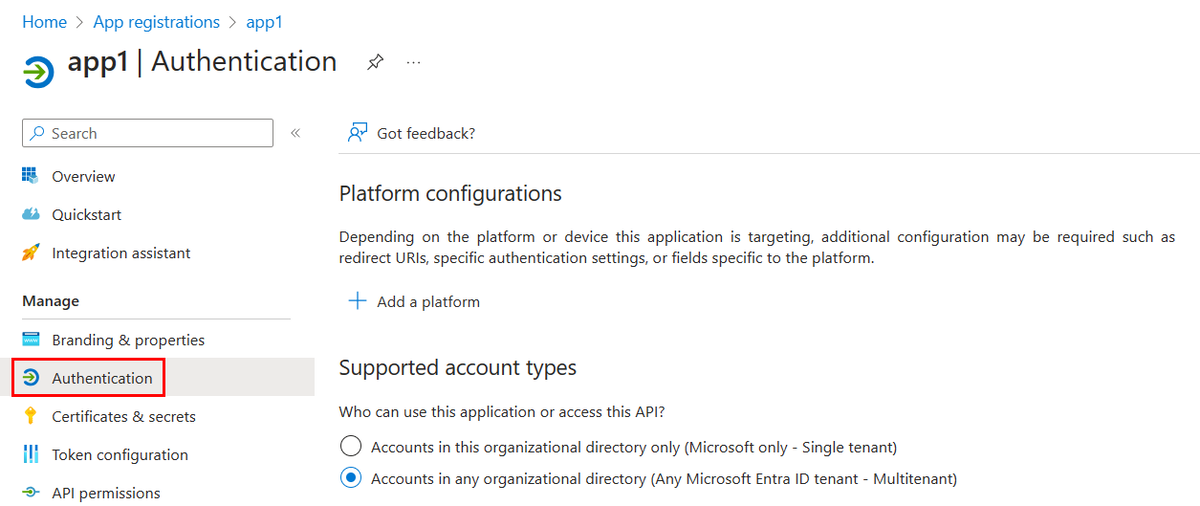 Home > App registrations > app1
app1 | Authentication
Search
Overview
Quickstart
Integration assistant
Manage
Branding & properties
Authentication
Certificates & secrets
Token configuration
API permissions
Got feedback?
Platform configurations
Depending on the platform or device this application is targeting, additional configuration may be required such as
redirect URIs, specific authentication settings, or fields specific to the platform.
Add a platform
Supported account types
Who can use this application or access this API?
Accounts in this organizational directory only (Microsoft only - Single tenant)
Accounts in any organizational directory (Any Microsoft Entra ID tenant - Multitenant)